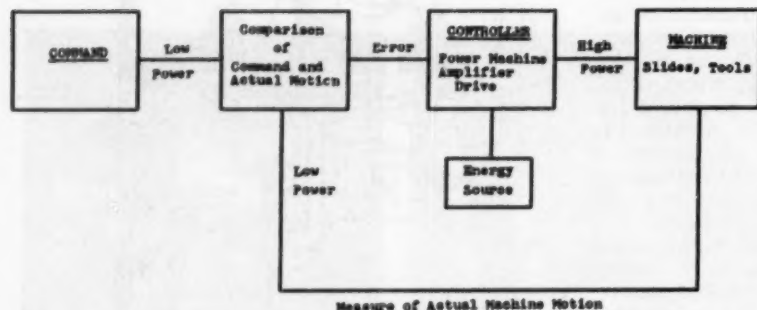 COMMAND
Low
Power
Comparison
of
Command and
Actual Motion
Error
CONTROLLER
Power Machine
Amplifier
Drive
High
Power
MACHINE
Slides, Tools
Low
Power
Energy
Source
Measure of Actual Machine Motion